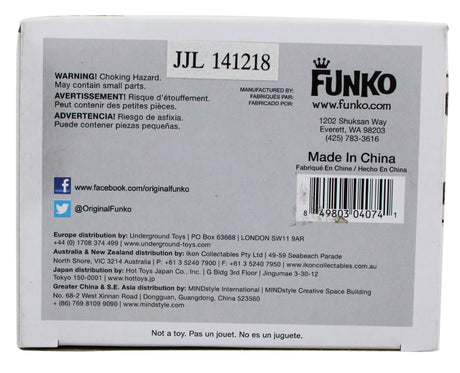 JJL 141218
WARNING! Choking Hazard.
May contain small parts.
AVERTISSEMENT! Risque d'étouffement.
Peut contenir des petites pièces.
ADVERTENCIA! Riesgo de asfixia.
Puede contener piezas pequeñas.
MANUFACTURED BY:
FABRIQUÉS PAR:
FABRICADO POR:
FUNKO
www.funko.com
1202 Shuksan Way
Everett, WA 98203
(425) 783-3616
Made In China
Fabriqué En Chine / Hecho En China
8 49803 04074 1
www.facebook.com/originalfunko
@OriginalFunko
Europe distribution by: Underground Toys | PO Box 63668 | LONDON SW11 9AR
+44 (0) 1708 374 499 | www.underground-toys.com
Australia & New Zealand distribution by: Ikon Collectables Pty Ltd | 49-59 Seabeach Parade
North Shore, VIC 3214 Australia | P: +61 3 5240 7900 | F: +61 3 5240 7950 | www.ikoncollectables.com
Japan distribution by: Hot Toys Japan Co., Inc. | G Bldg 3rd Floor | Jingumae 3-30-12
Tokyo 150-0001 | www.hottoys.jp
Greater China & S.E. Asia distribution by: MINDstyle International | MINDstyle Creative Space Building
No. 68-2 West Xinnan Road | Dongguan, Guangdong, China 523560
+ (86) 769 8109 9090 | www.mindstyle.com
Not a toy. Pas un jouet. No es un juguete.